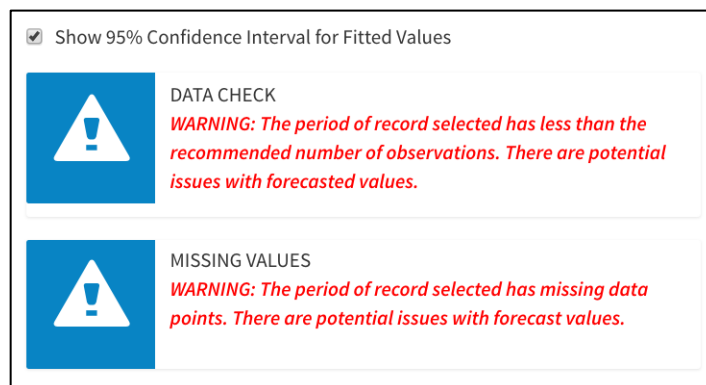 Show 95% Confidence Interval for Fitted Values
DATA CHECK
WARNING: The period of record selected has less than the
recommended number of observations. There are potential
issues with forecasted values.
MISSING VALUES
WARNING: The period of record selected has missing data
points. There are potential issues with forecast values.